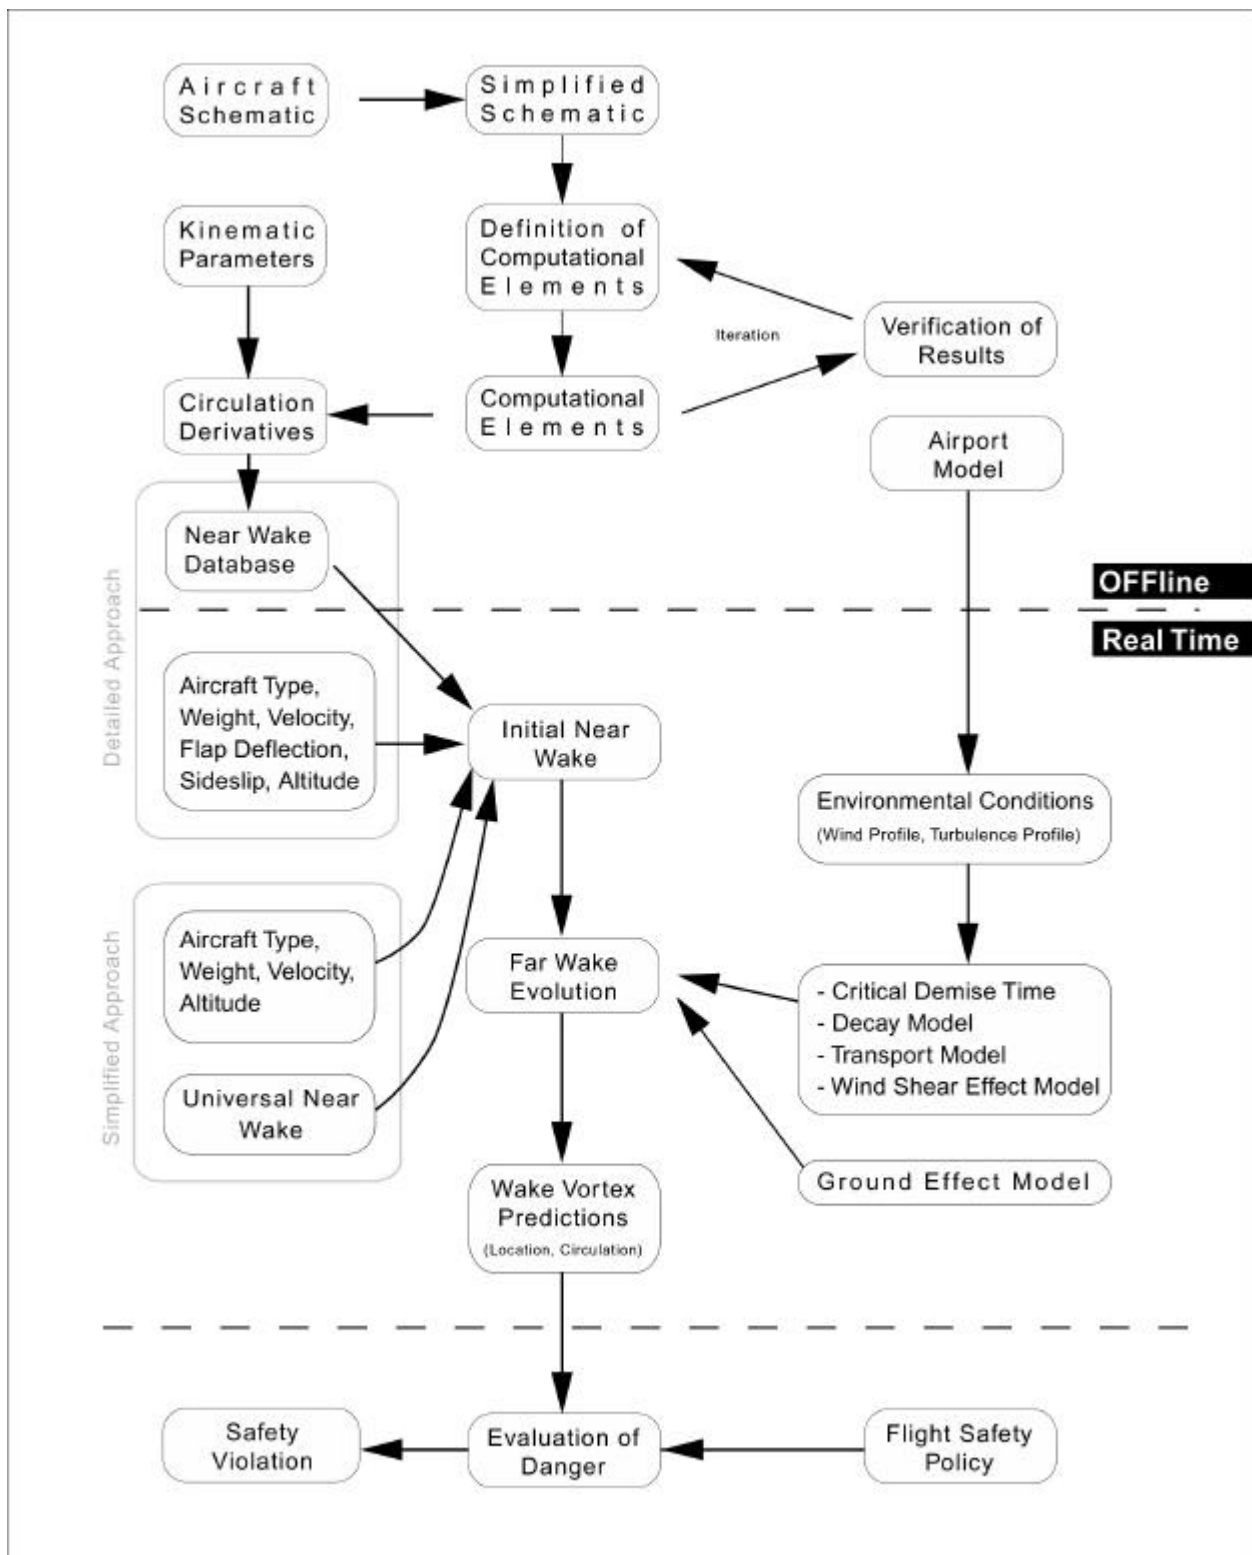 Aircraft
Schematic
Simplified
Schematic
Kinematic
Parameters
Definition of
Computational
Elements
Iteration
Verification of
Results
Circulation
Derivatives
Computational
Elements
Airport
Model
Near Wake
Database
OFFline
Real Time
Detailed Approach
Aircraft Type,
Weight, Velocity,
Flap Deflection,
Sideslip, Altitude
Initial Near
Wake
Environmental Conditions
(Wind Profile, Turbulence Profile)
Simplified Approach
Aircraft Type,
Weight, Velocity,
Altitude
Far Wake
Evolution
- Critical Demise Time
- Decay Model
- Transport Model
- Wind Shear Effect Model
Universal Near
Wake
Ground Effect Model
Wake Vortex
Predictions
(Location, Circulation)
Safety
Violation
Evaluation of
Danger
Flight Safety
Policy